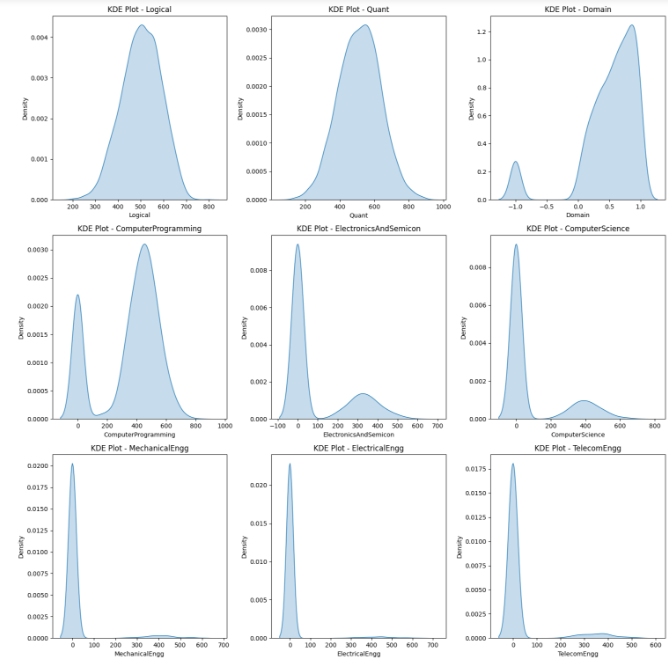 KDE Plot - Logical
0.004
0.003
0.002
0.001
0.000
Density
200 300 400 500 600 700 800
Logical
KDE Plot - Quant
0.0030
0.0025
0.0020
0.0015
0.0010
0.0005
0.0000
Density
200 400 600 800 1000
Quant
KDE Plot - Domain
1.2
1.0
0.8
0.6
0.4
0.2
0.0
Density
−1.0 −0.5 0.0 0.5 1.0
Domain
KDE Plot - ComputerProgramming
0.0030
0.0025
0.0020
0.0015
0.0010
0.0005
0.0000
Density
0 200 400 600 800 1000
ComputerProgramming
KDE Plot - ElectronicsAndSemicon
0.008
0.006
0.004
0.002
0.000
Density
−100 0 100 200 300 400 500 600 700
ElectronicsAndSemicon
KDE Plot - ComputerScience
0.008
0.006
0.004
0.002
0.000
Density
0 200 400 600 800
ComputerScience
KDE Plot - MechanicalEngg
0.0200
0.0175
0.0150
0.0125
0.0100
0.0075
0.0050
0.0025
0.0000
Density
0 100 200 300 400 500 600 700
MechanicalEngg
KDE Plot - ElectricalEngg
0.020
0.015
0.010
0.005
0.000
Density
0 100 200 300 400 500 600 700
ElectricalEngg
KDE Plot - TelecomEngg
0.0175
0.0150
0.0125
0.0100
0.0075
0.0050
0.0025
0.0000
Density
0 100 200 300 400 500 600
TelecomEngg